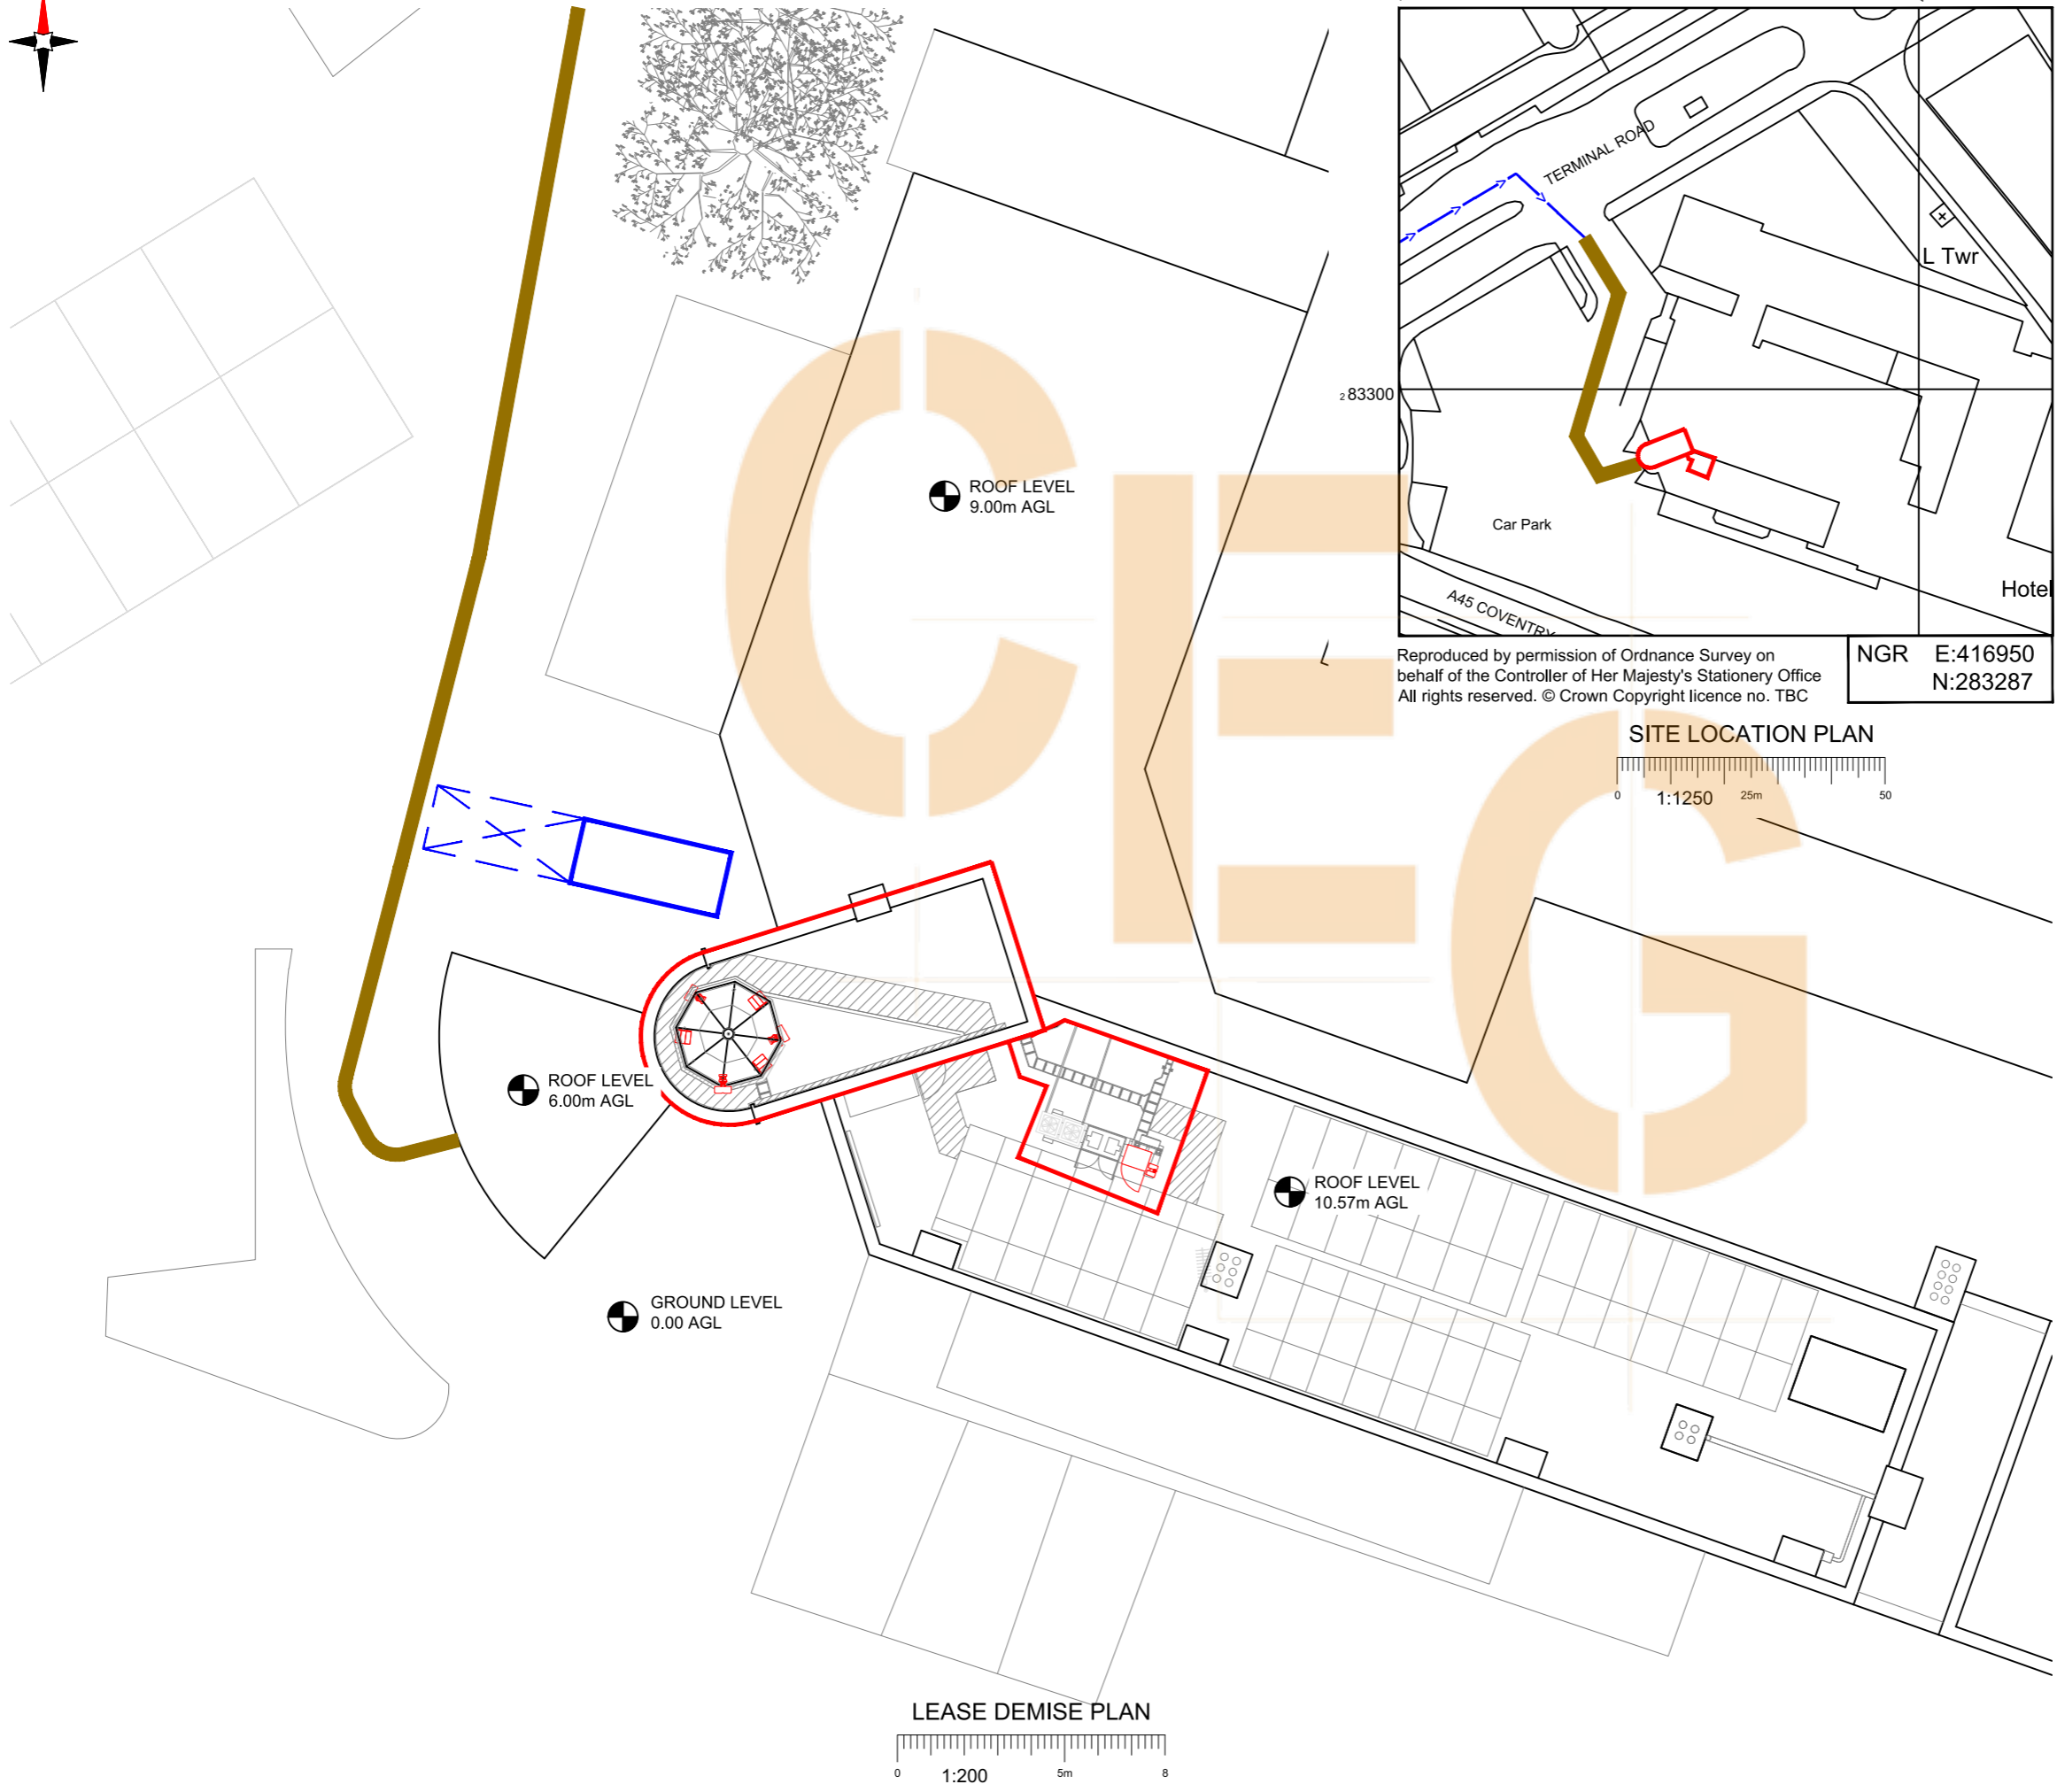 TERMINAL ROAD
L Twr
283300
Car Park
Hotel
A45 COVENTRY
Reproduced by permission of Ordnance Survey on
behalf of the Controller of Her Majesty's Stationery Office
All rights reserved. © Crown Copyright licence no. TBC
NGR E:416950
N:283287
SITE LOCATION PLAN
0 1:1250 25m 50
ROOF LEVEL
9.00m AGL
CIEG
ROOF LEVEL
6.00m AGL
ROOF LEVEL
10.57m AGL
GROUND LEVEL
0.00 AGL
LEASE DEMISE PLAN
0 1:200 5m 8